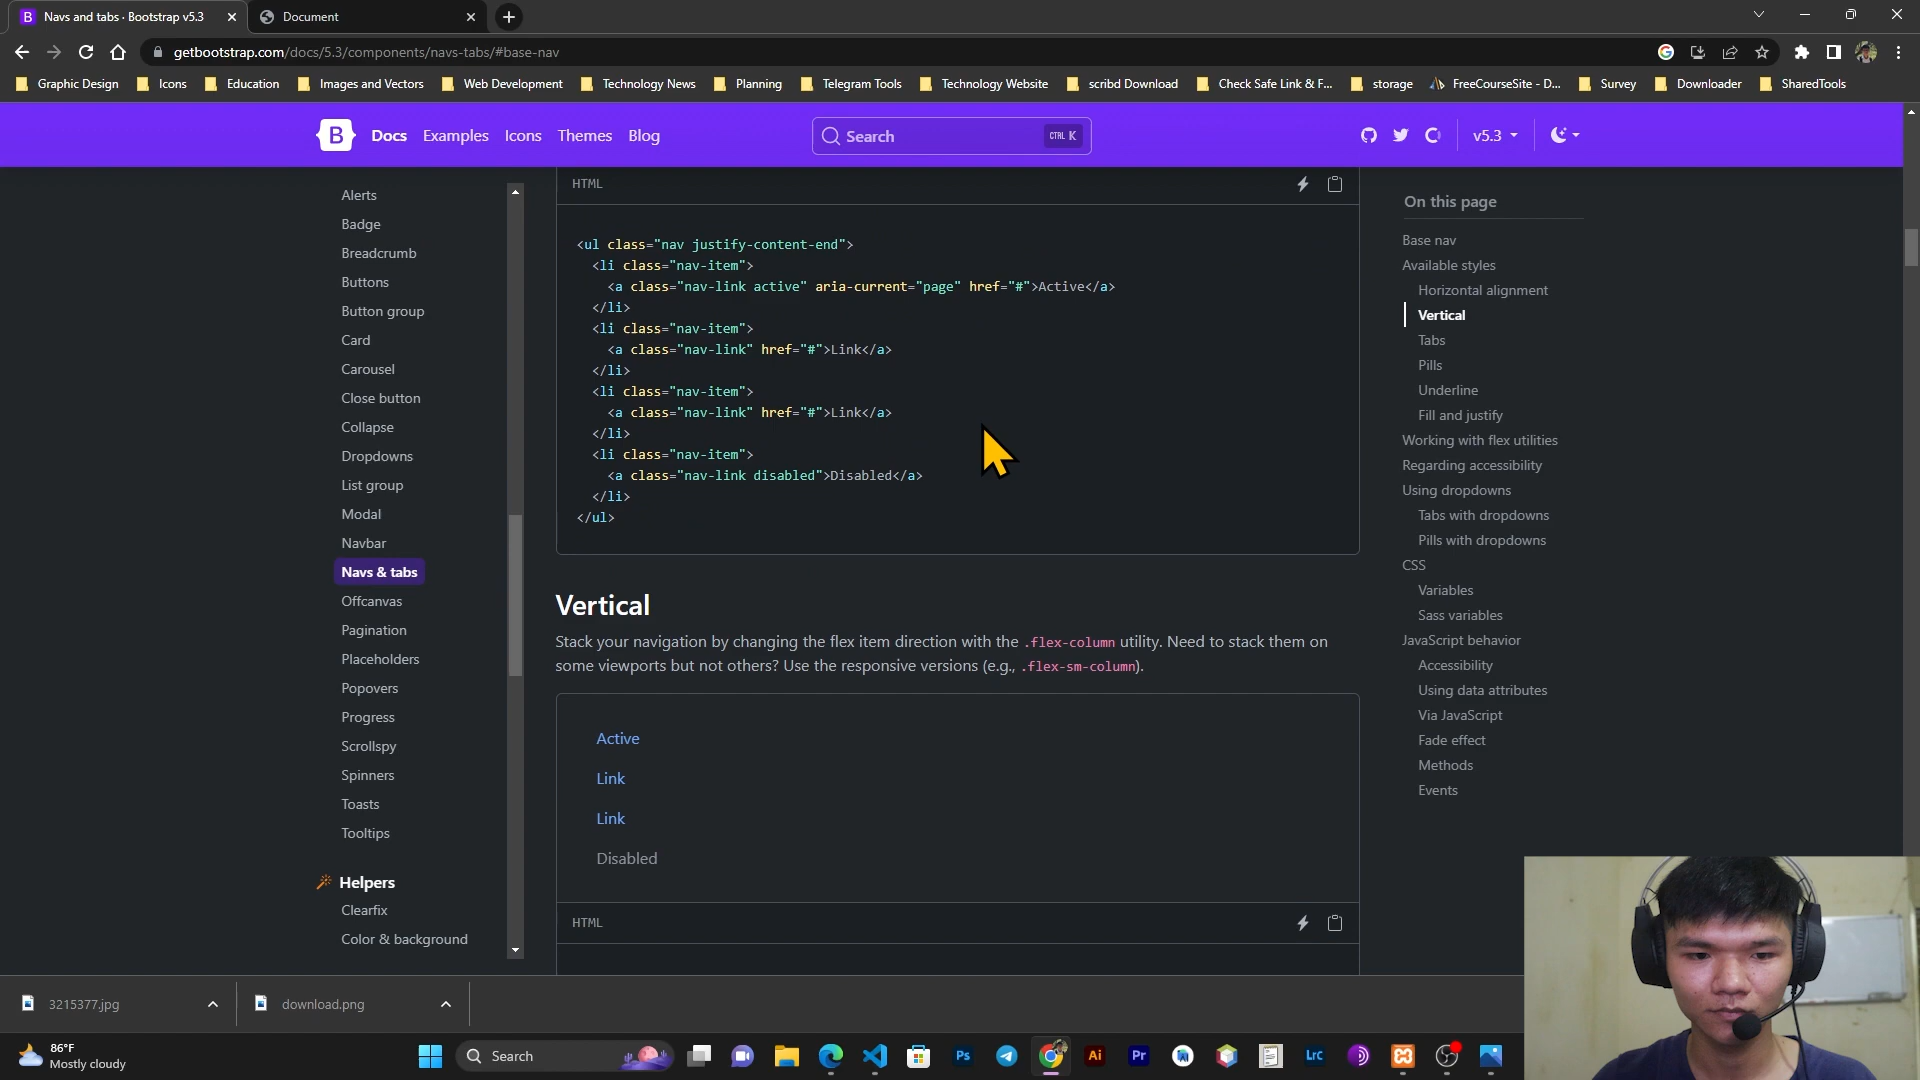 Navs and tabs · Bootstrap v5.3
Document
getbootstrap.com/docs/5.3/components/navs-tabs/#base-nav
Graphic Design
Icons
Education
Images and Vectors
Web Development
Technology News
Planning
Telegram Tools
Technology Website
scribd Download
Check Safe Link & F...
storage
FreeCourseSite - D...
Survey
Downloader
SharedTools
B
Docs
Examples
Icons
Themes
Blog
Search
CTRL K
v5.3
Alerts
Badge
Breadcrumb
Buttons
Button group
Card
Carousel
Close button
Collapse
Dropdowns
List group
Modal
Navbar
Navs & tabs
Offcanvas
Pagination
Placeholders
Popovers
Progress
Scrollspy
Spinners
Toasts
Tooltips
Helpers
Clearfix
Color & background
HTML
<ul class="nav justify-content-end">
<li class="nav-item">
<a class="nav-link active" aria-current="page" href="#">Active</a>
</li>
<li class="nav-item">
<a class="nav-link" href="#">Link</a>
</li>
<li class="nav-item">
<a class="nav-link" href="#">Link</a>
</li>
<li class="nav-item">
<a class="nav-link disabled">Disabled</a>
</li>
</ul>
Vertical
Stack your navigation by changing the flex item direction with the .flex-column utility. Need to stack them on
some viewports but not others? Use the responsive versions (e.g., .flex-sm-column).
Active
Link
Link
Disabled
HTML
On this page
Base nav
Available styles
Horizontal alignment
Vertical
Tabs
Pills
Underline
Fill and justify
Working with flex utilities
Regarding accessibility
Using dropdowns
Tabs with dropdowns
Pills with dropdowns
CSS
Variables
Sass variables
JavaScript behavior
Accessibility
Using data attributes
Via JavaScript
Fade effect
Methods
Events
3215377.jpg
download.png
86°F
Mostly cloudy
Search
Ps
Ai
Pr
LrC